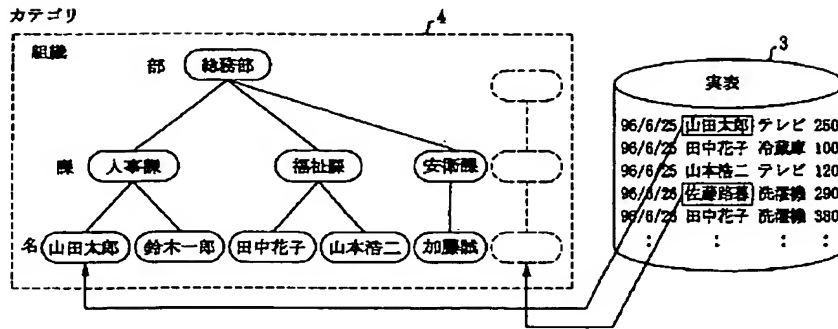 カテゴリ
4
組織
部 総務部
3
実表
課 人事課 福祉課 安衛課
名 山田太郎 鈴木一郎 田中花子 山本浩二 加藤誠
96/6/25 山田太郎 テレビ 250
96/6/25 田中花子 冷蔵庫 100
96/6/25 山本浩二 テレビ 120
96/6/25 佐藤路暮 洗濯機 290
96/6/25 田中花子 洗濯機 380
: : : :